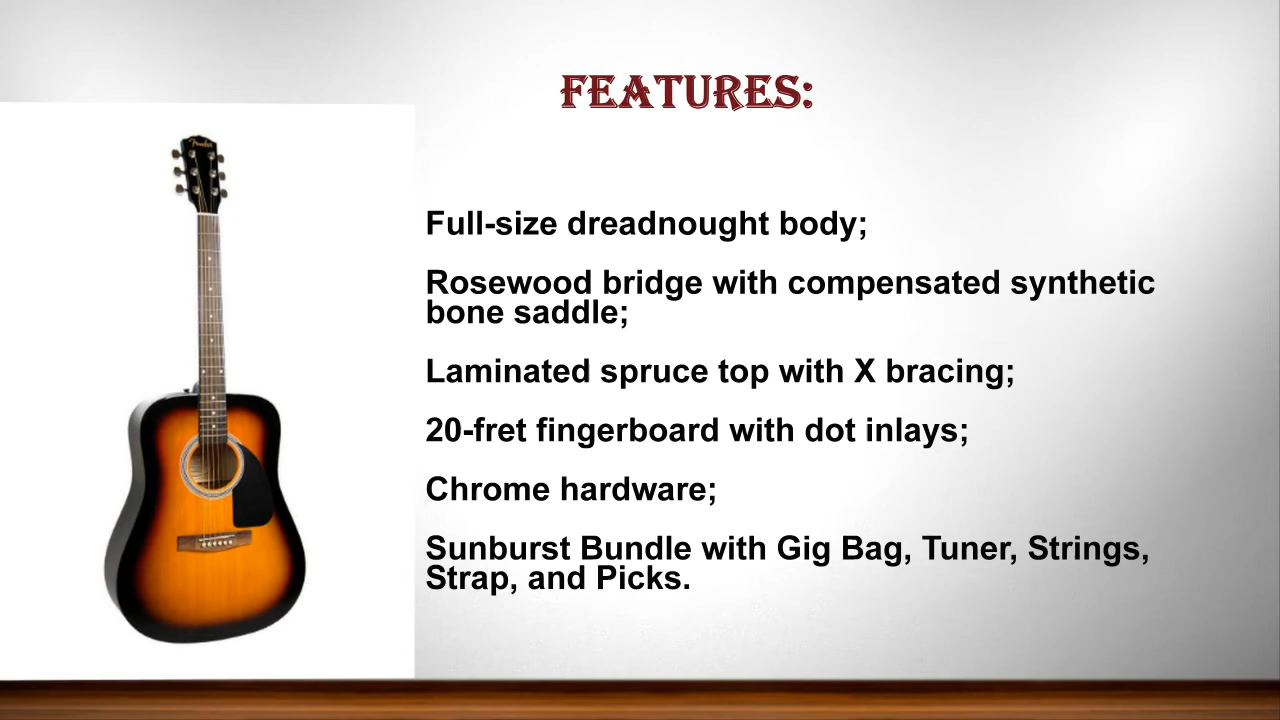 FEATURES:
Fender
Full-size dreadnought body;
Rosewood bridge with compensated synthetic
bone saddle;
Laminated spruce top with X bracing;
20-fret fingerboard with dot inlays;
Chrome hardware;
Sunburst Bundle with Gig Bag, Tuner, Strings,
Strap, and Picks.